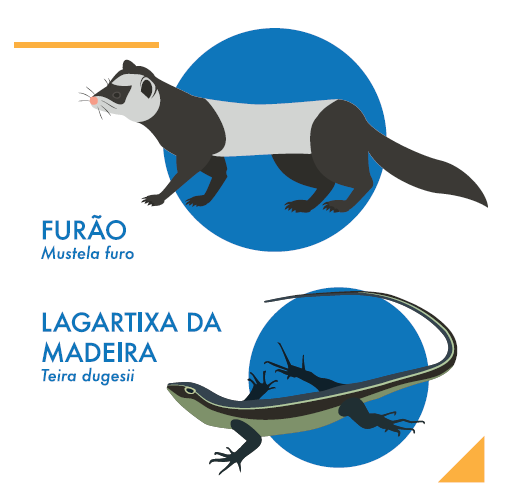 FURÃO
Mustela furo
LAGARTIXA DA
MADEIRA
Teira dugesii